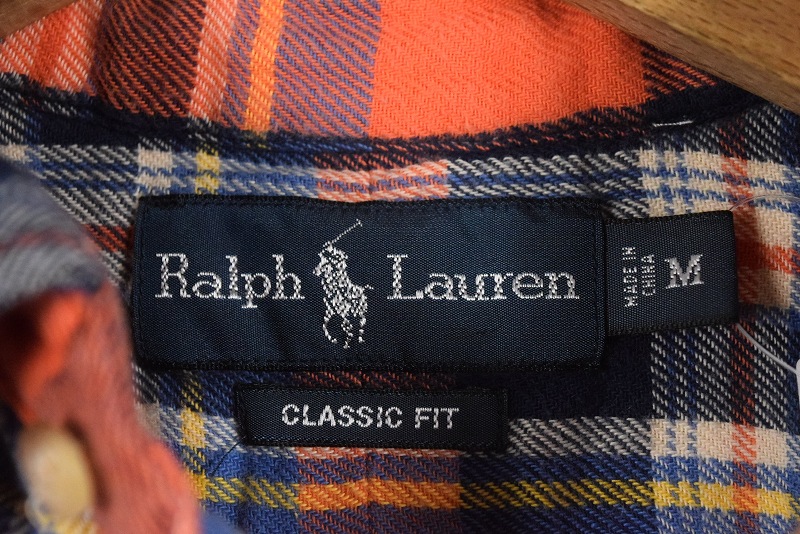 Ralph Lauren
MADE IN
CHINA
M
CLASSIC FIT